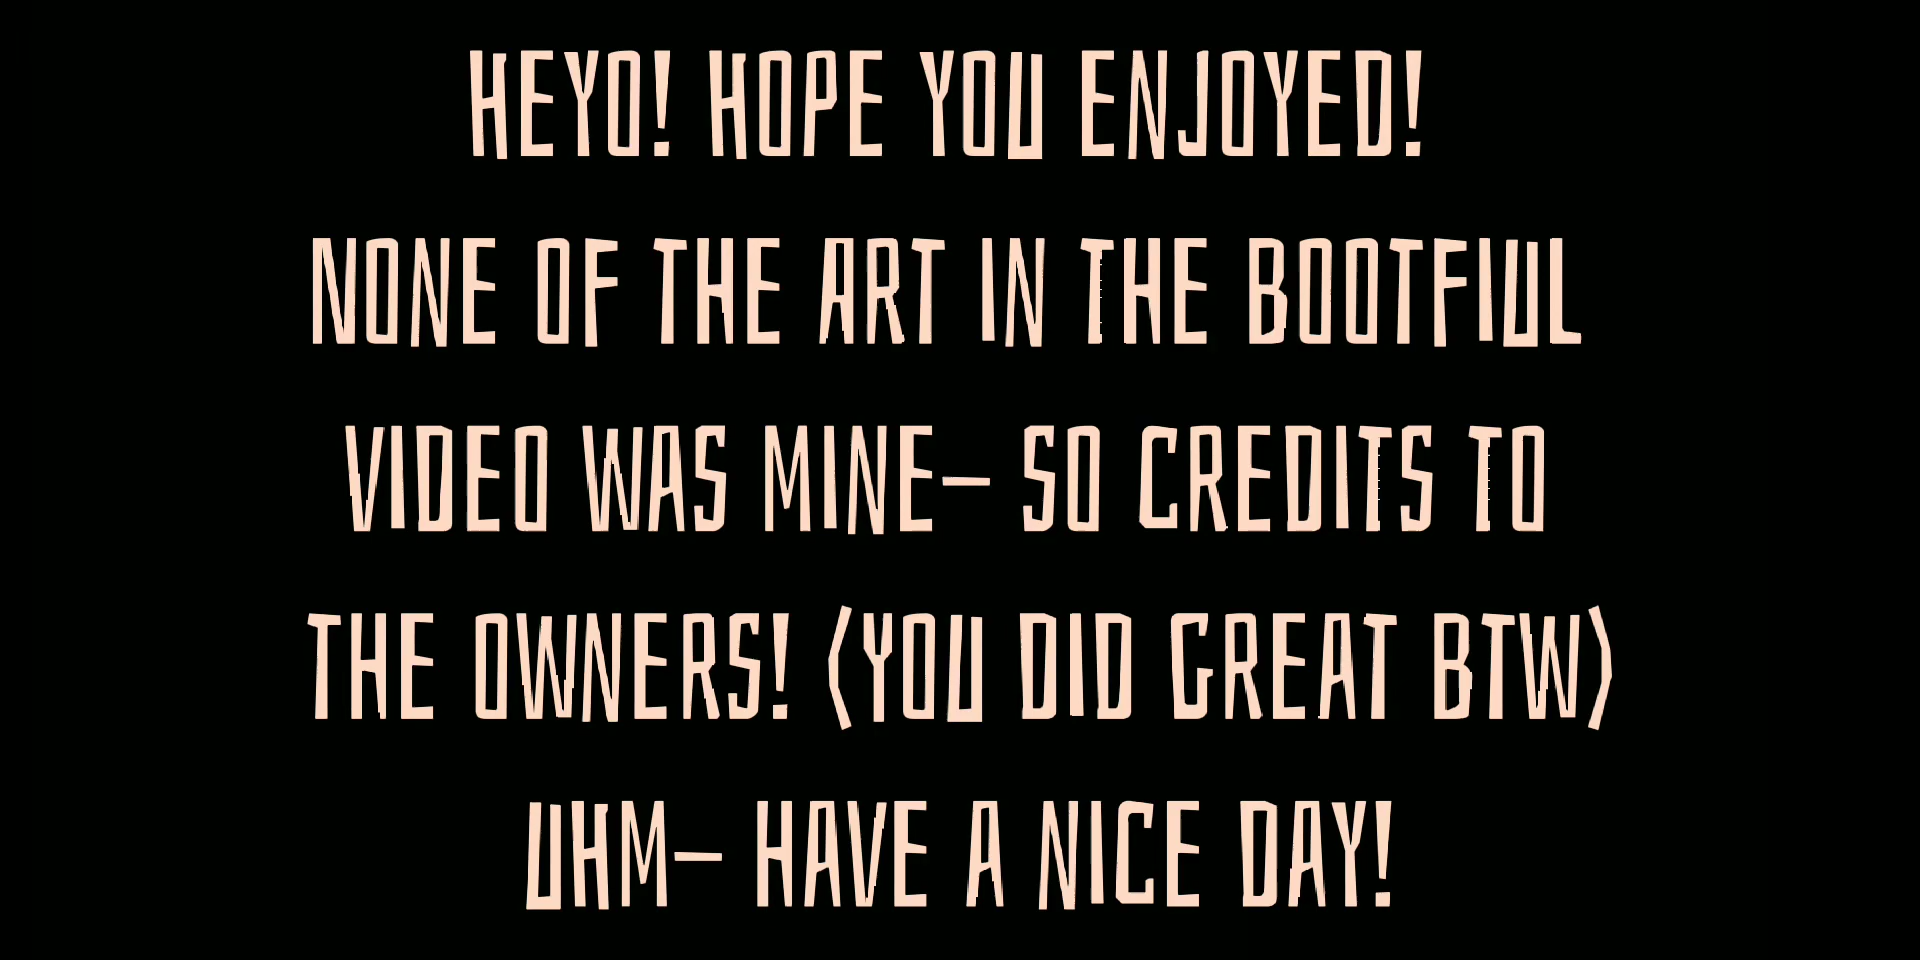 HEYO! HOPE YOU ENJOYED!
NONE OF THE ART IN THE BOOTFIUL
VIDEO WAS MINE– SO CREDITS TO
THE OWNERS! (YOU DID GREAT BTW)
UHM– HAVE A NICE DAY!